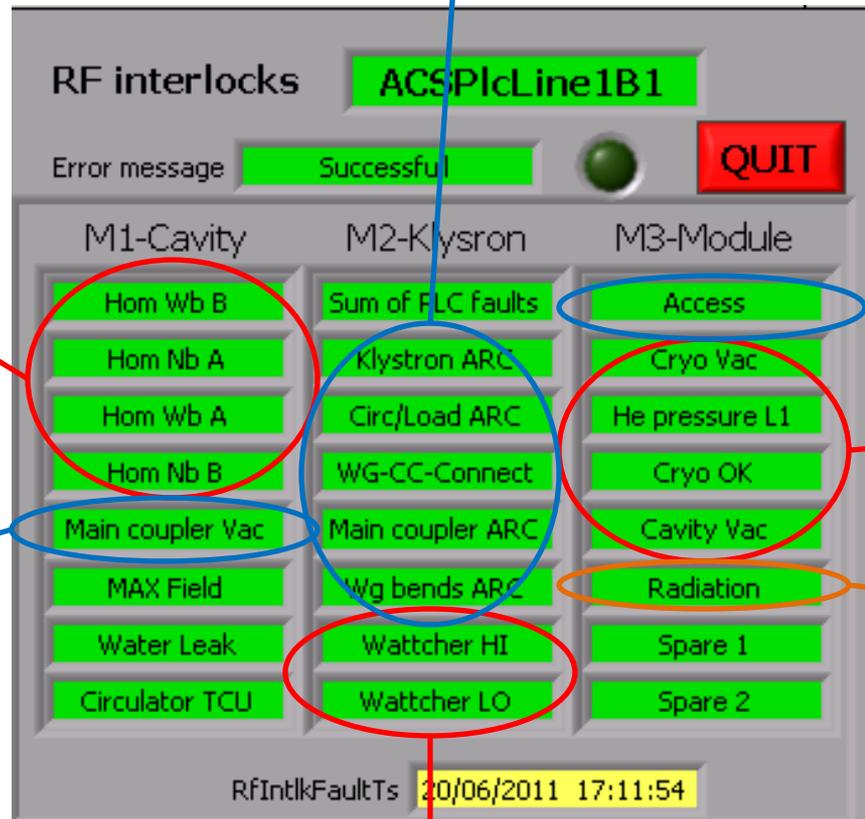 RF interlocks ACSPlcLine1B1
Error message Successful QUIT
M1-Cavity M2-Klysron M3-Module
Hom Wb B Sum of PLC faults Access
Hom Nb A Klystron ARC Cryo Vac
Hom Wb A Circ/Load ARC He pressure L1
Hom Nb B WG-CC-Connect Cryo OK
Main coupler Vac Main coupler ARC Cavity Vac
MAX Field Wg bends ARC Radiation
Water Leak Wattcher HI Spare 1
Circulator TCU Wattcher LO Spare 2
RfIntlkFaultTs 20/06/2011 17:11:54